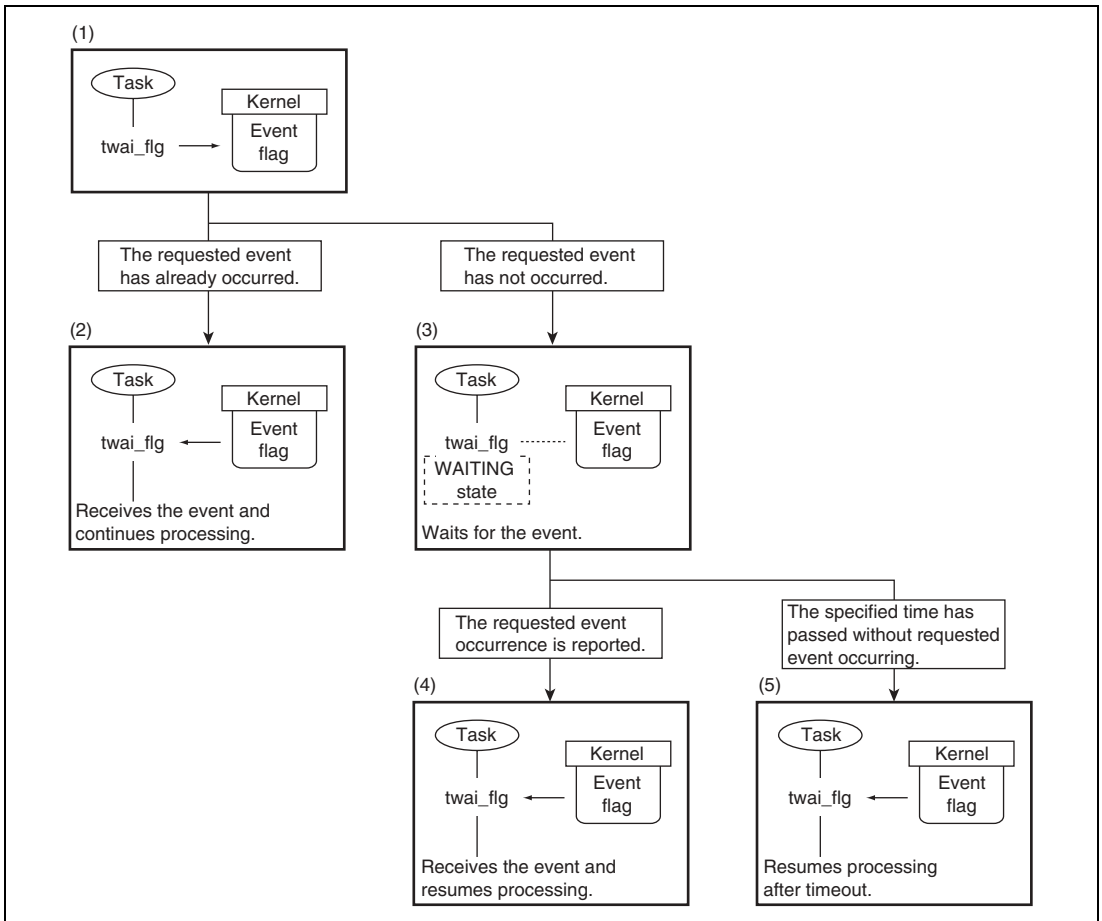 (1)
Task
Kernel
Event
flag
twai_flg
The requested event
has already occurred.
The requested event
has not occurred.
(2)
Task
Kernel
Event
flag
twai_flg
Receives the event and
continues processing.
(3)
Task
Kernel
Event
flag
twai_flg
WAITING
state
Waits for the event.
The requested event
occurrence is reported.
The specified time has
passed without requested
event occurring.
(4)
Task
Kernel
Event
flag
twai_flg
Receives the event and
resumes processing.
(5)
Task
Kernel
Event
flag
twai_flg
Resumes processing
after timeout.